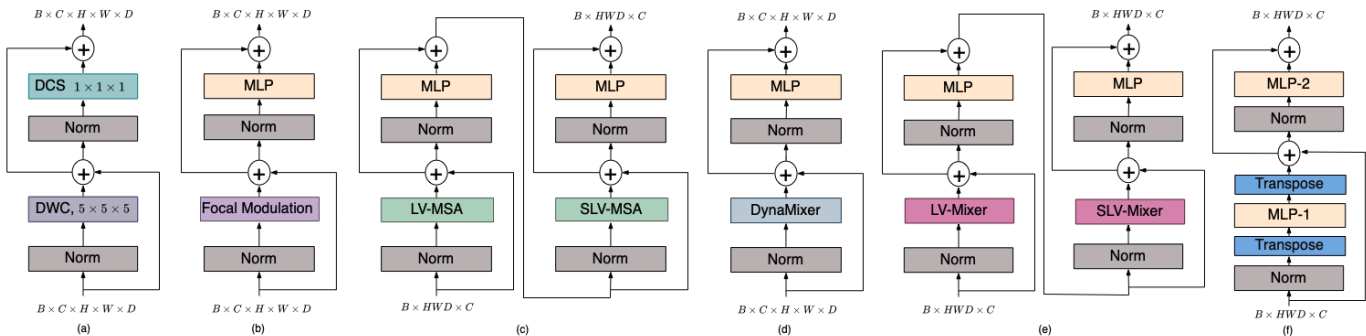 B × C × H × W × D
DCS 1 × 1 × 1
Norm
+
DWC, 5 × 5 × 5
Norm
B × C × H × W × D
(a)
B × C × H × W × D
+
MLP
Norm
+
Focal Modulation
Norm
B × C × H × W × D
(b)
+
MLP
Norm
+
LV-MSA
Norm
B × HWD × C
B × HWD × C
+
MLP
Norm
+
SLV-MSA
Norm
(c)
B × C × H × W × D
+
MLP
Norm
+
DynaMixer
Norm
B × C × H × W × D
(d)
+
MLP
Norm
+
LV-Mixer
Norm
B × HWD × C
B × HWD × C
+
MLP
Norm
+
SLV-Mixer
Norm
(e)
B × HWD × C
+
MLP-2
Norm
+
Transpose
MLP-1
Transpose
Norm
B × HWD × C
(f)